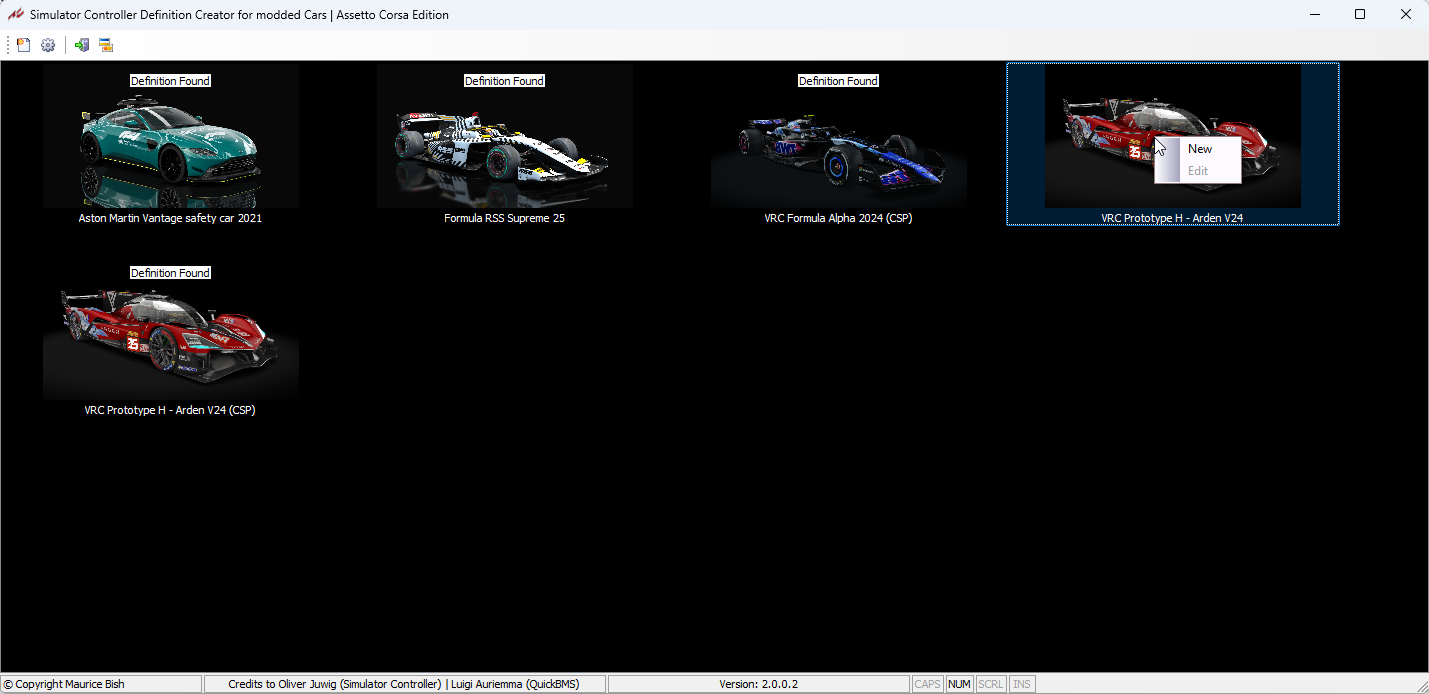 Simulator Controller Definition Creator for modded Cars | Assetto Corsa Edition
Definition Found
Definition Found
Definition Found
Aston Martin Vantage safety car 2021
Formula RSS Supreme 25
VRC Formula Alpha 2024 (CSP)
VRC Prototype H - Arden V24
35
New
Edit
Definition Found
35
VRC Prototype H - Arden V24 (CSP)
© Copyright Maurice Bish
Credits to Oliver Juwig (Simulator Controller) | Luigi Auriemma (QuickBMS)
Version: 2.0.0.2
CAPS
NUM
SCRL
INS